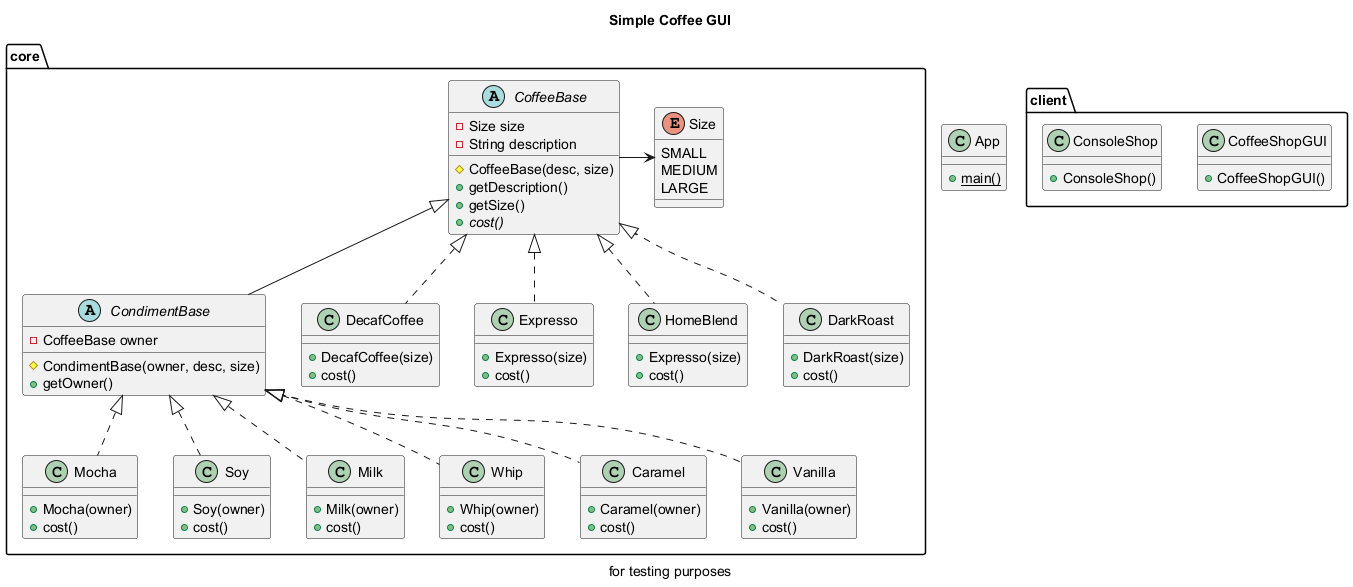 Simple Coffee GUI
core
A CoffeeBase
Size size
String description
CoffeeBase(desc, size)
getDescription()
getSize()
cost()
E Size
SMALL
MEDIUM
LARGE
C App
main()
client
C ConsoleShop
ConsoleShop()
C CoffeeShopGUI
CoffeeShopGUI()
A CondimentBase
CoffeeBase owner
CondimentBase(owner, desc, size)
getOwner()
C DecafCoffee
DecafCoffee(size)
cost()
C Expresso
Expresso(size)
cost()
C HomeBlend
Expresso(size)
cost()
C DarkRoast
DarkRoast(size)
cost()
C Mocha
Mocha(owner)
cost()
C Soy
Soy(owner)
cost()
C Milk
Milk(owner)
cost()
C Whip
Whip(owner)
cost()
C Caramel
Caramel(owner)
cost()
C Vanilla
Vanilla(owner)
cost()
for testing purposes